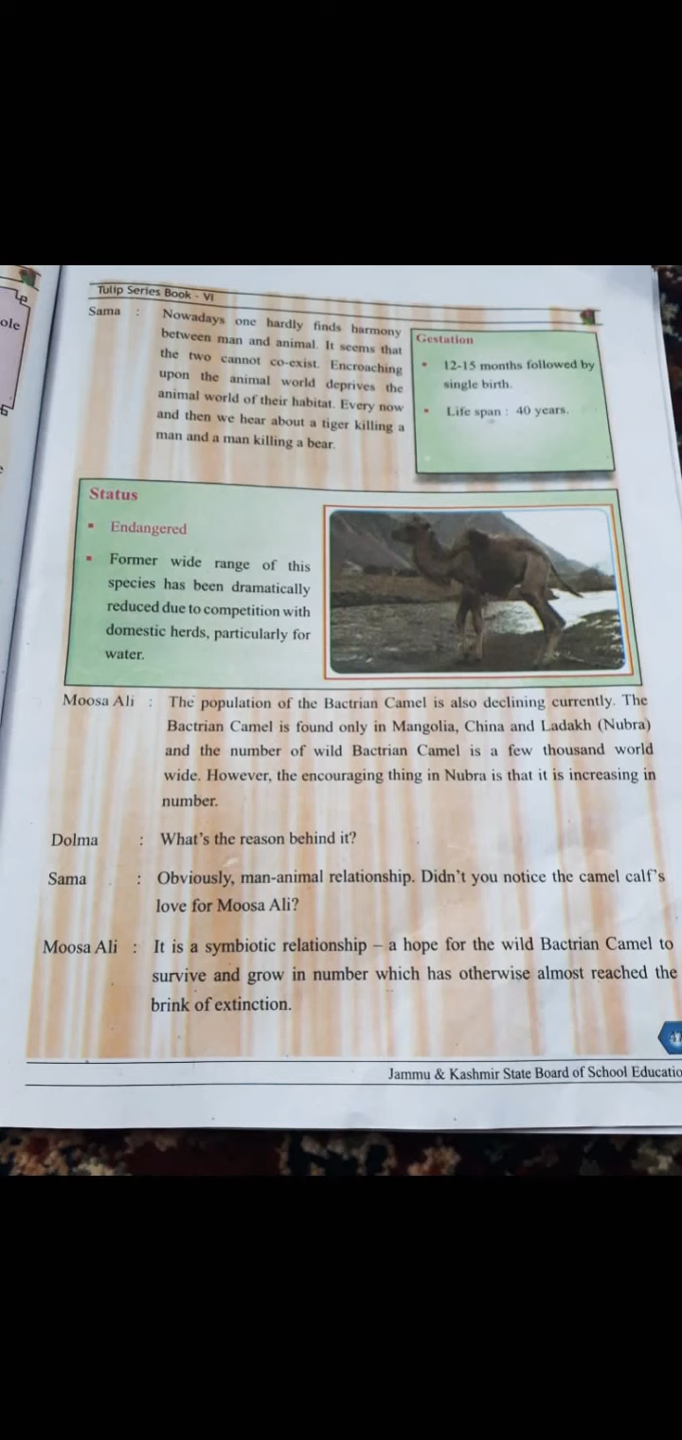 ole
Tulip Series Book - VI
Sama : Nowadays one hardly finds harmony
between man and animal. It seems that
the two cannot co-exist. Encroaching
upon the animal world deprives the
animal world of their habitat. Every now
and then we hear about a tiger killing a
man and a man killing a bear.
Gestation
▪ 12-15 months followed by
single birth.
▪ Life span : 40 years.
Status
▪ Endangered
▪ Former wide range of this
species has been dramatically
reduced due to competition with
domestic herds, particularly for
water.
Moosa Ali : The population of the Bactrian Camel is also declining currently. The
Bactrian Camel is found only in Mangolia, China and Ladakh (Nubra)
and the number of wild Bactrian Camel is a few thousand world
wide. However, the encouraging thing in Nubra is that it is increasing in
number.
Dolma : What's the reason behind it?
Sama : Obviously, man-animal relationship. Didn't you notice the camel calf's
love for Moosa Ali?
Moosa Ali : It is a symbiotic relationship – a hope for the wild Bactrian Camel to
survive and grow in number which has otherwise almost reached the
brink of extinction.
Jammu & Kashmir State Board of School Educatio